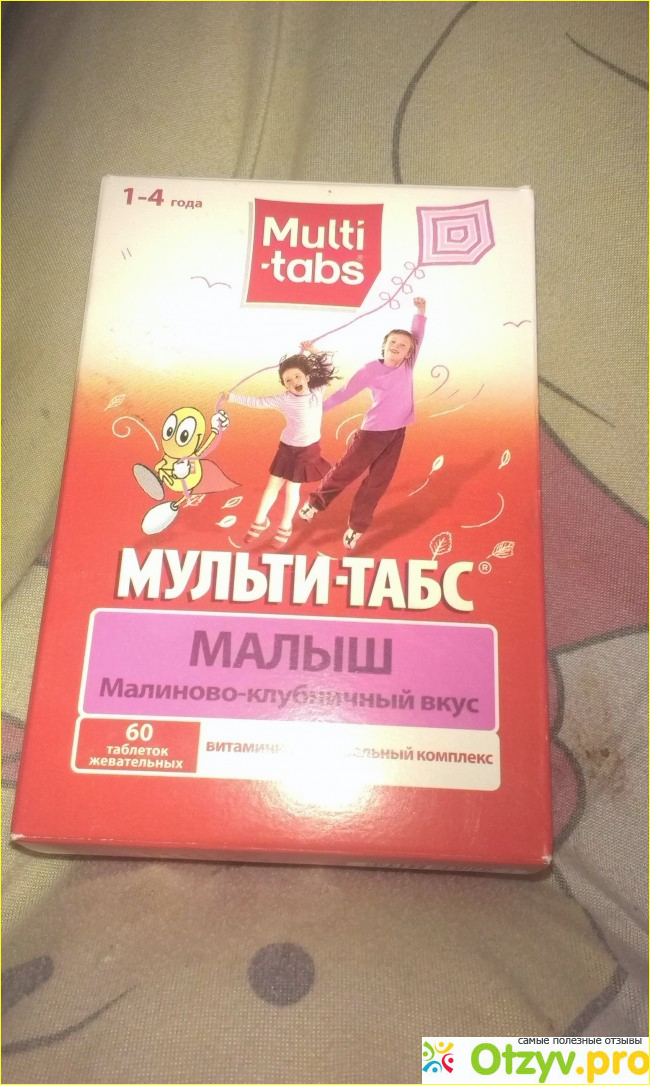 1-4 года
Multi
-tabs®
МУЛЬТИ-ТАБС®
МАЛЫШ
Малиново-клубничный вкус
60
таблеток
жевательных
комплекс
самые полезные отзывы
Otzyv.pro